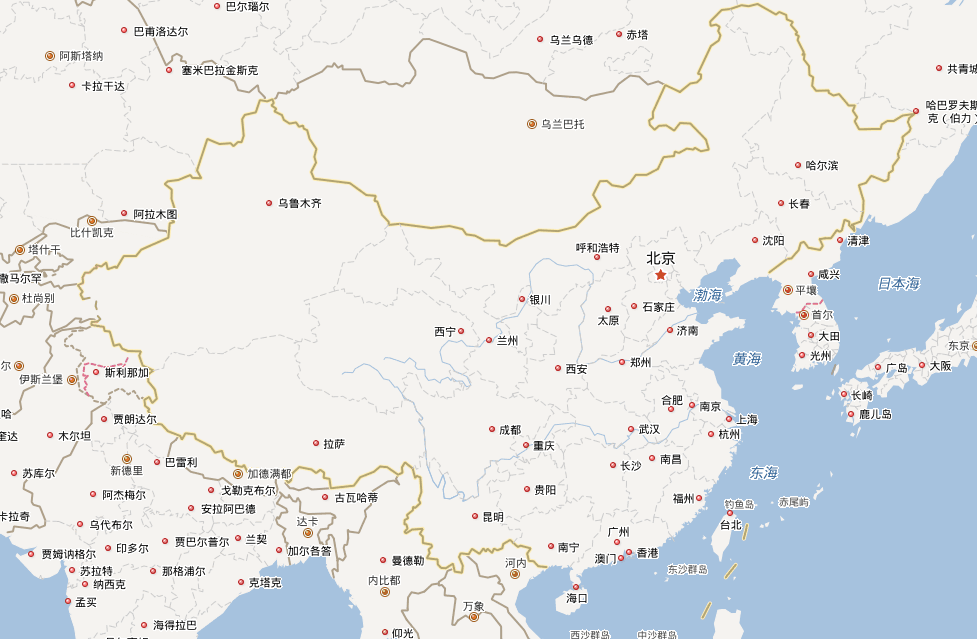 巴尔瑙尔
巴甫洛达尔
乌兰乌德
赤塔
阿斯塔纳
塞米巴拉金斯克
共青城
卡拉干达
哈巴罗夫斯
克（伯力）
乌兰巴托
哈尔滨
乌鲁木齐
长春
阿拉木图
比什凯克
沈阳
清津
塔什干
呼和浩特
北京
撒马尔罕
咸兴
日本海
杜尚别
平壤
渤海
银川
石家庄
太原
首尔
西宁
兰州
济南
大田
东京
黄海
光州
尔
伊斯兰堡
斯利那加
西安
郑州
广岛
大阪
长崎
合肥
南京
哈
贾朗达尔
上海
鹿儿岛
奎达
木尔坦
拉萨
成都
武汉
杭州
重庆
新德里
巴雷利
长沙
南昌
苏库尔
加德满都
东海
阿杰梅尔
戈勒克布尔
古瓦哈蒂
贵阳
福州
钓鱼岛
赤尾屿
卡拉奇
安拉阿巴德
乌代布尔
达卡
昆明
台北
贾巴尔普尔
兰契
广州
贾姆讷格尔
印多尔
加尔各答
南宁
香港
澳门
曼德勒
河内
苏拉特
那格浦尔
东沙群岛
纳西克
克塔克
内比都
海口
孟买
万象
海得拉巴
仰光
西沙群岛
中沙群岛